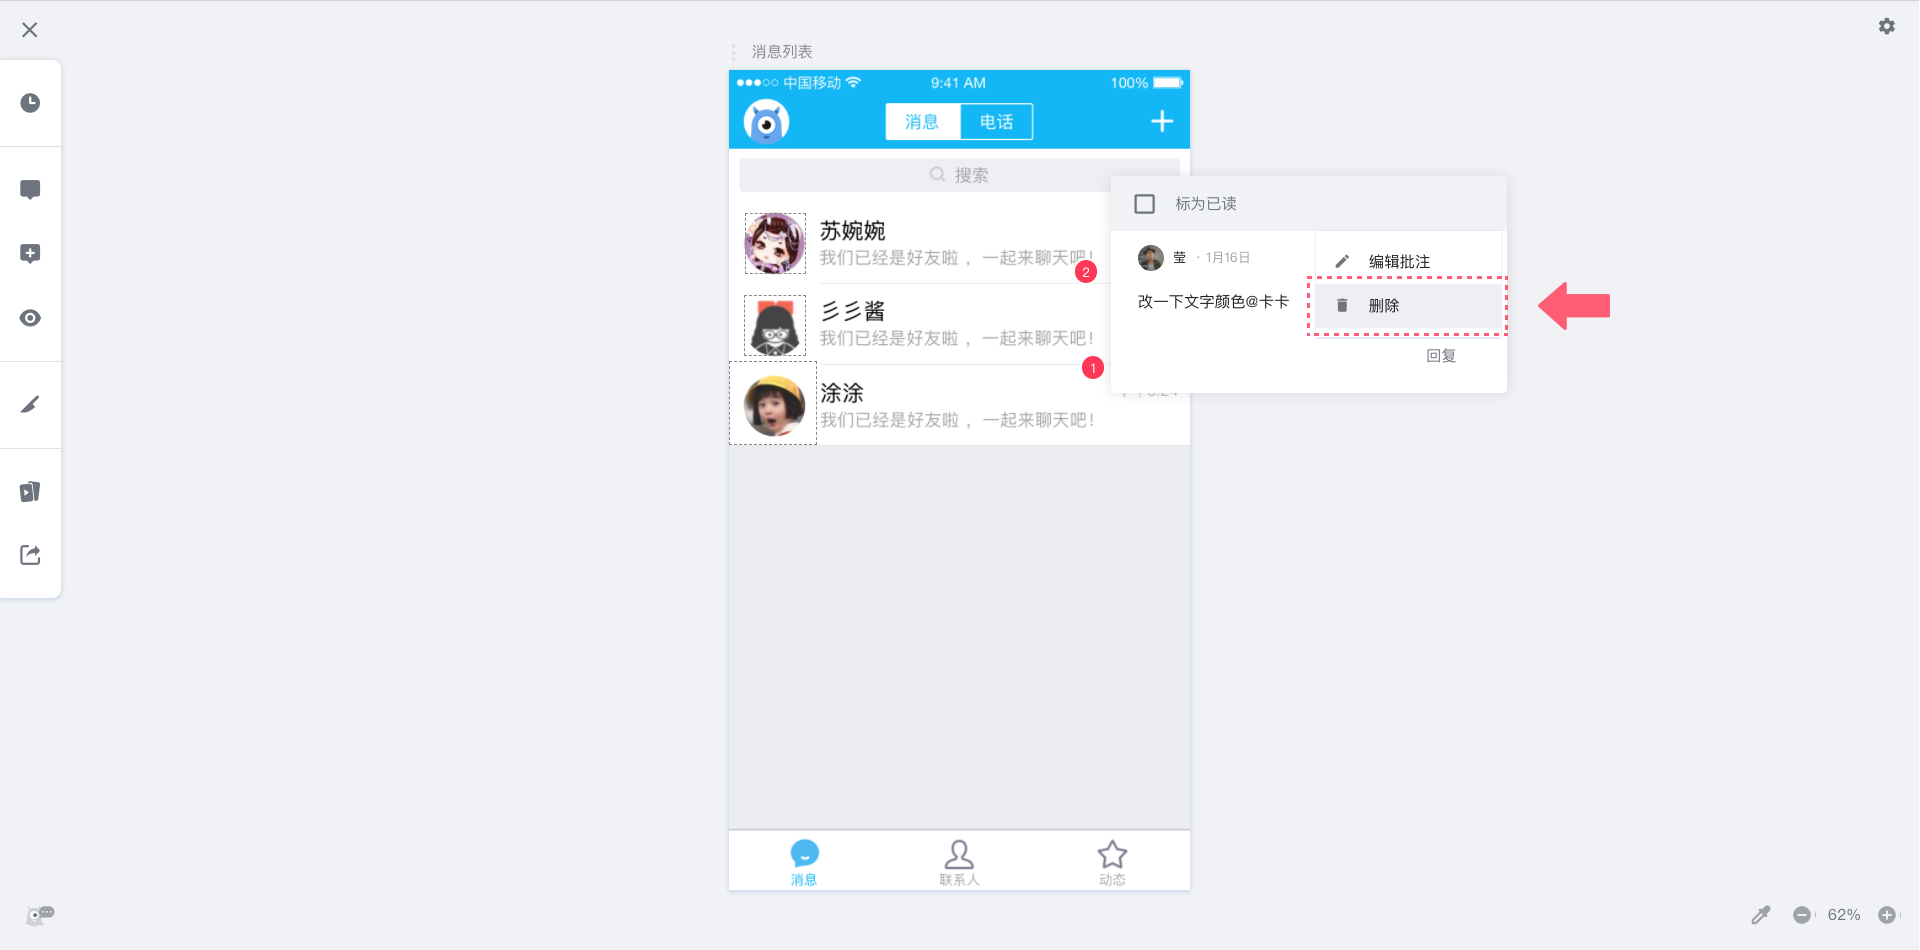 消息列表
中国移动
9:41 AM
100%
消息
电话
搜索
标为已读
苏婉婉
我们已经是好友啦，一起来聊天吧！
2
莹 · 1月16日
编辑批注
改一下文字颜色@卡卡
删除
彡彡酱
我们已经是好友啦，一起来聊天吧！
回复
1
涂涂
我们已经是好友啦，一起来聊天吧！
消息
联系人
动态
62%